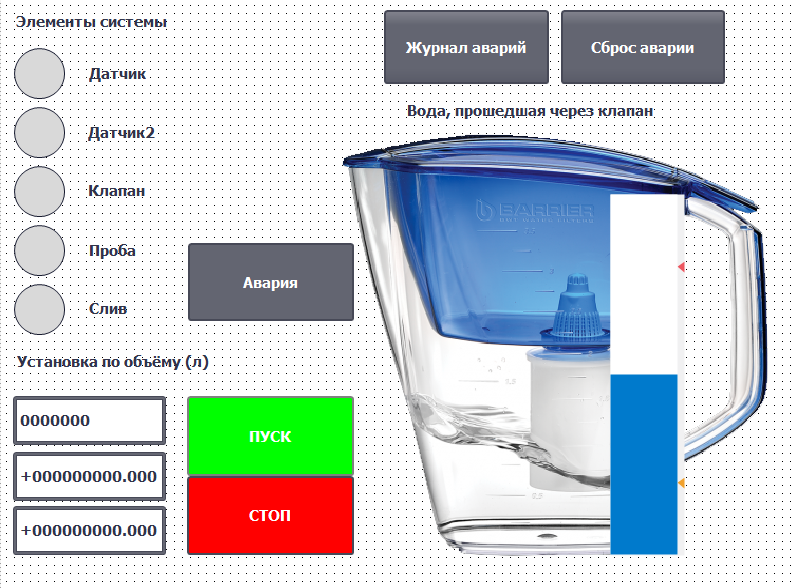 Элементы системы
Журнал аварий
Сброс аварии
Датчик
Вода, прошедшая через клапан
Датчик2
Клапан
BARRIER
Проба
Авария
Слив
Установка по объёму (л)
0000000
ПУСК
+000000000.000
СТОП
+000000000.000